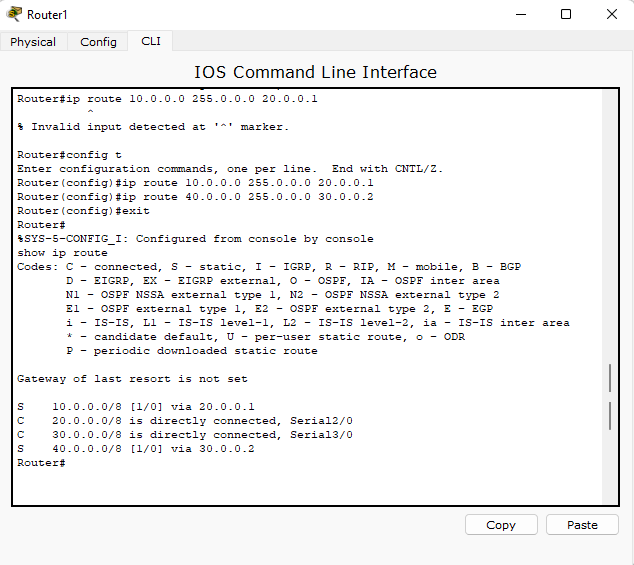 Router1
Physical Config CLI
IOS Command Line Interface
Router#ip route 10.0.0.0 255.0.0.0 20.0.0.1
^
% Invalid input detected at '^' marker.
Router#config t
Enter configuration commands, one per line.  End with CNTL/Z.
Router(config)#ip route 10.0.0.0 255.0.0.0 20.0.0.1
Router(config)#ip route 40.0.0.0 255.0.0.0 30.0.0.2
Router(config)#exit
Router#
%SYS-5-CONFIG_I: Configured from console by console
show ip route
Codes: C - connected, S - static, I - IGRP, R - RIP, M - mobile, B - BGP
D - EIGRP, EX - EIGRP external, O - OSPF, IA - OSPF inter area
N1 - OSPF NSSA external type 1, N2 - OSPF NSSA external type 2
E1 - OSPF external type 1, E2 - OSPF external type 2, E - EGP
i - IS-IS, L1 - IS-IS level-1, L2 - IS-IS level-2, ia - IS-IS inter area
* - candidate default, U - per-user static route, o - ODR
P - periodic downloaded static route
Gateway of last resort is not set
S    10.0.0.0/8 [1/0] via 20.0.0.1
C    20.0.0.0/8 is directly connected, Serial2/0
C    30.0.0.0/8 is directly connected, Serial3/0
S    40.0.0.0/8 [1/0] via 30.0.0.2
Router#
Copy Paste